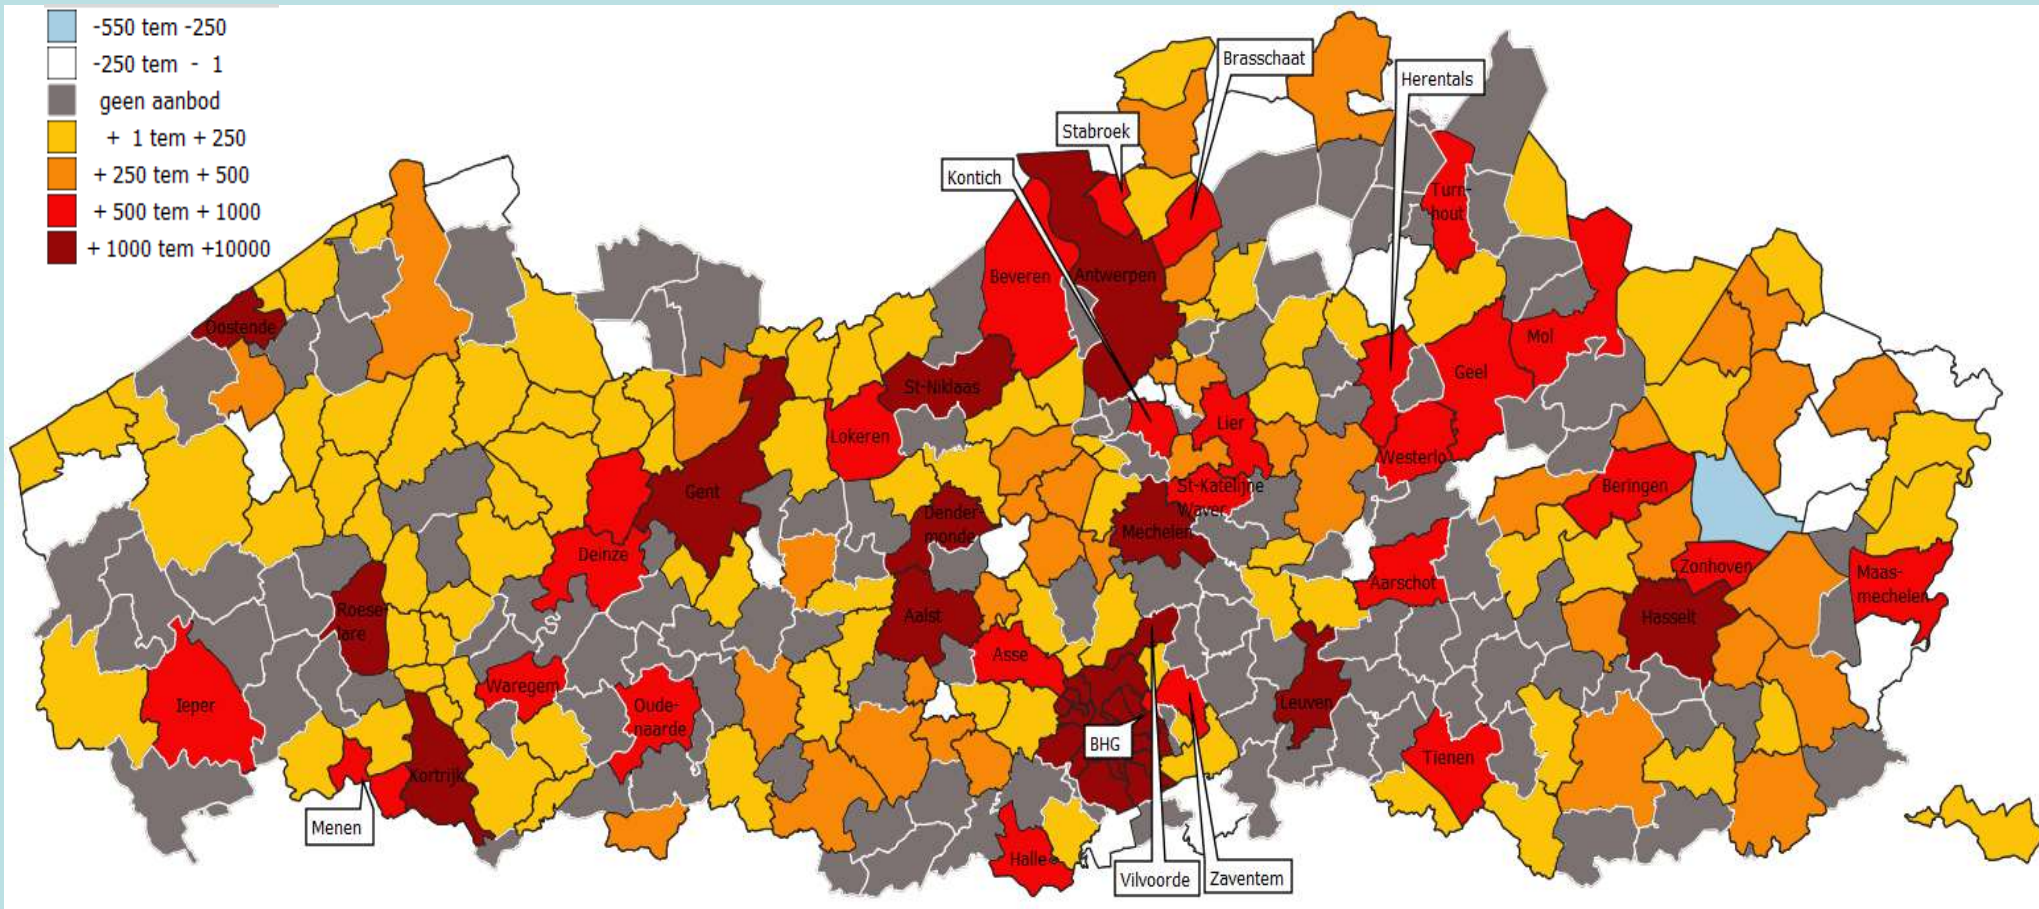 -550 tem -250
-250 tem - 1
geen aanbod
+ 1 tem + 250
+ 250 tem + 500
+ 500 tem + 1000
+ 1000 tem +10000
Brasschaat
Herentals
Stabroek
Kontich
Turn-
hout
Beveren
Antwerpen
Oostende
Mol
Geel
St-Niklaas
Lokeren
Lier
Westerlo
Gent
St-Katelijne
Waver
Beringen
Dender-
monde
Mechelen
Deinze
Aarschot
Zonhoven
Maas-
mechelen
Roese-
lare
Aalst
Hasselt
Asse
Waregem
Ieper
Oude-
naarde
Leuven
BHG
Tienen
Kortrijk
Menen
Halle
Vilvoorde
Zaventem